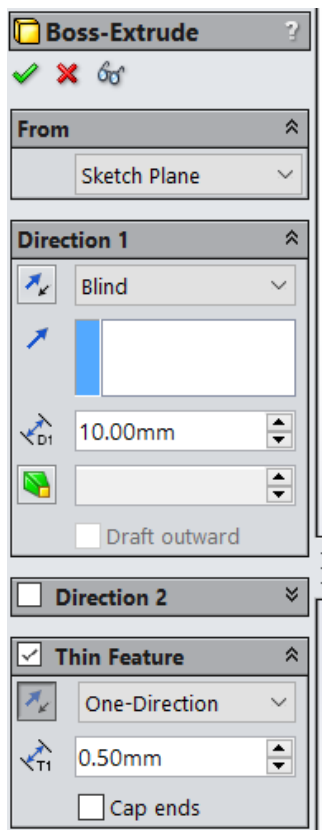 Boss-Extrude ?
From
Sketch Plane
Direction 1
Blind
D1 10.00mm
Draft outward
Direction 2
Thin Feature
One-Direction
T1 0.50mm
Cap ends